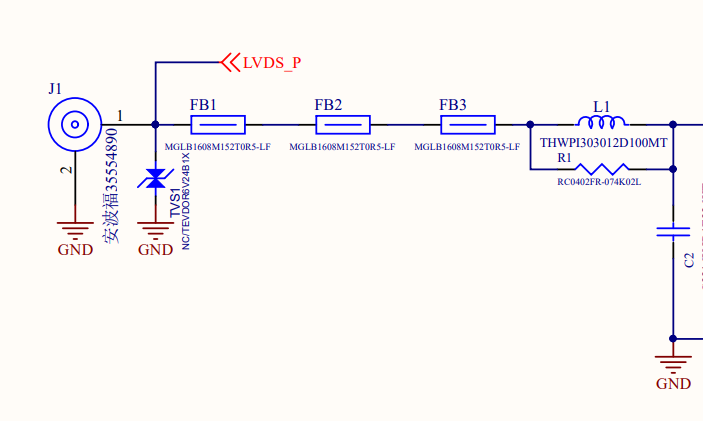 LVDS_P
J1
1
2
安波福35554890
GND
TVS1
NC/TEVDOR6V24B1X
GND
FB1
MGLB1608M152T0R5-LF
FB2
MGLB1608M152T0R5-LF
FB3
MGLB1608M152T0R5-LF
L1
THWPI303012D100MT
R1
RC0402FR-074K02L
C2
GND